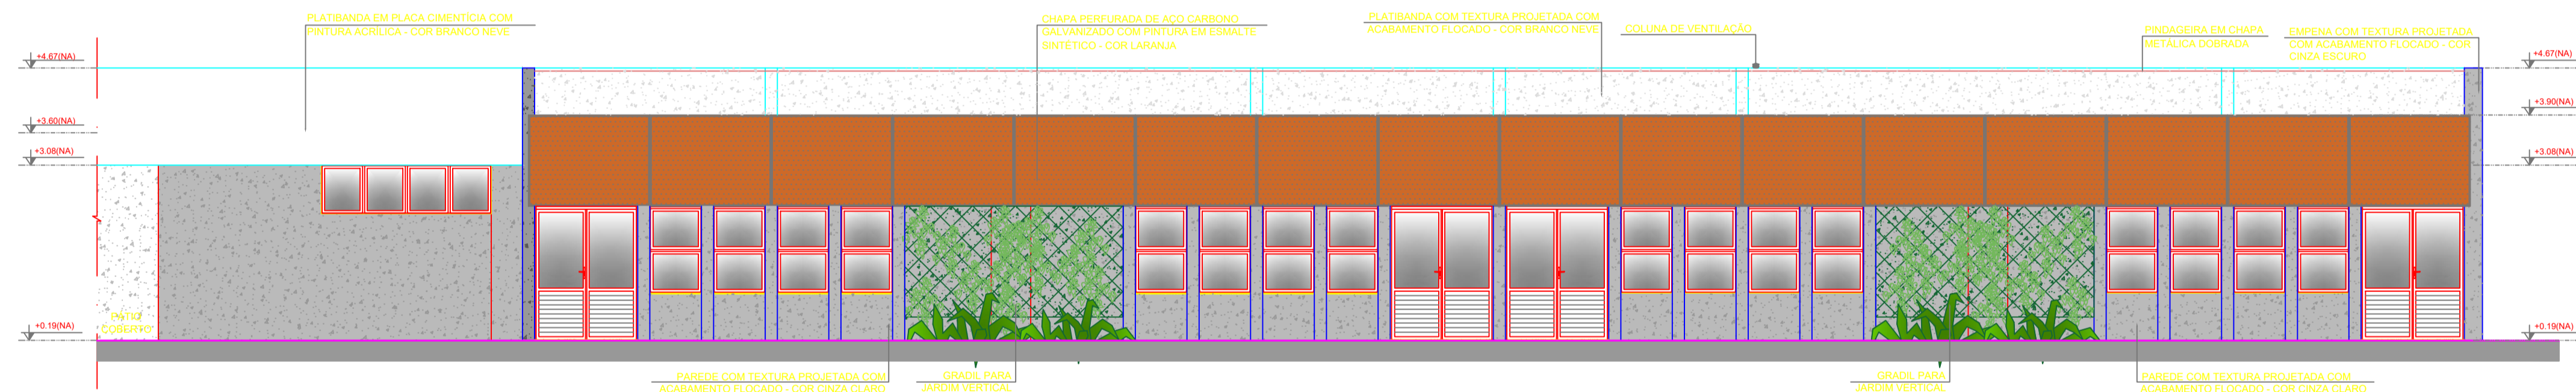 PLATIBANDA EM PLACA CIMENTÍCIA COM
PINTURA ACRÍLICA - COR BRANCO NEVE
CHAPA PERFURADA DE AÇO CARBONO
GALVANIZADO COM PINTURA EM ESMALTE
SINTÉTICO - COR LARANJA
PLATIBANDA COM TEXTURA PROJETADA COM
ACABAMENTO FLOCADO - COR BRANCO NEVE
COLUNA DE VENTILAÇÃO
PINDAGEIRA EM CHAPA
METÁLICA DOBRADA
EMPENA COM TEXTURA PROJETADA
COM ACABAMENTO FLOCADO - COR
CINZA ESCURO
+4.67(NA)
+3.60(NA)
+3.08(NA)
+0.19(NA)
+4.67(NA)
+3.90(NA)
+3.08(NA)
+0.19(NA)
PÁTIO
COBERTO
PAREDE COM TEXTURA PROJETADA COM
ACABAMENTO FLOCADO - COR CINZA CLARO
GRADIL PARA
JARDIM VERTICAL
GRADIL PARA
JARDIM VERTICAL
PAREDE COM TEXTURA PROJETADA COM
ACABAMENTO FLOCADO - COR CINZA CLARO